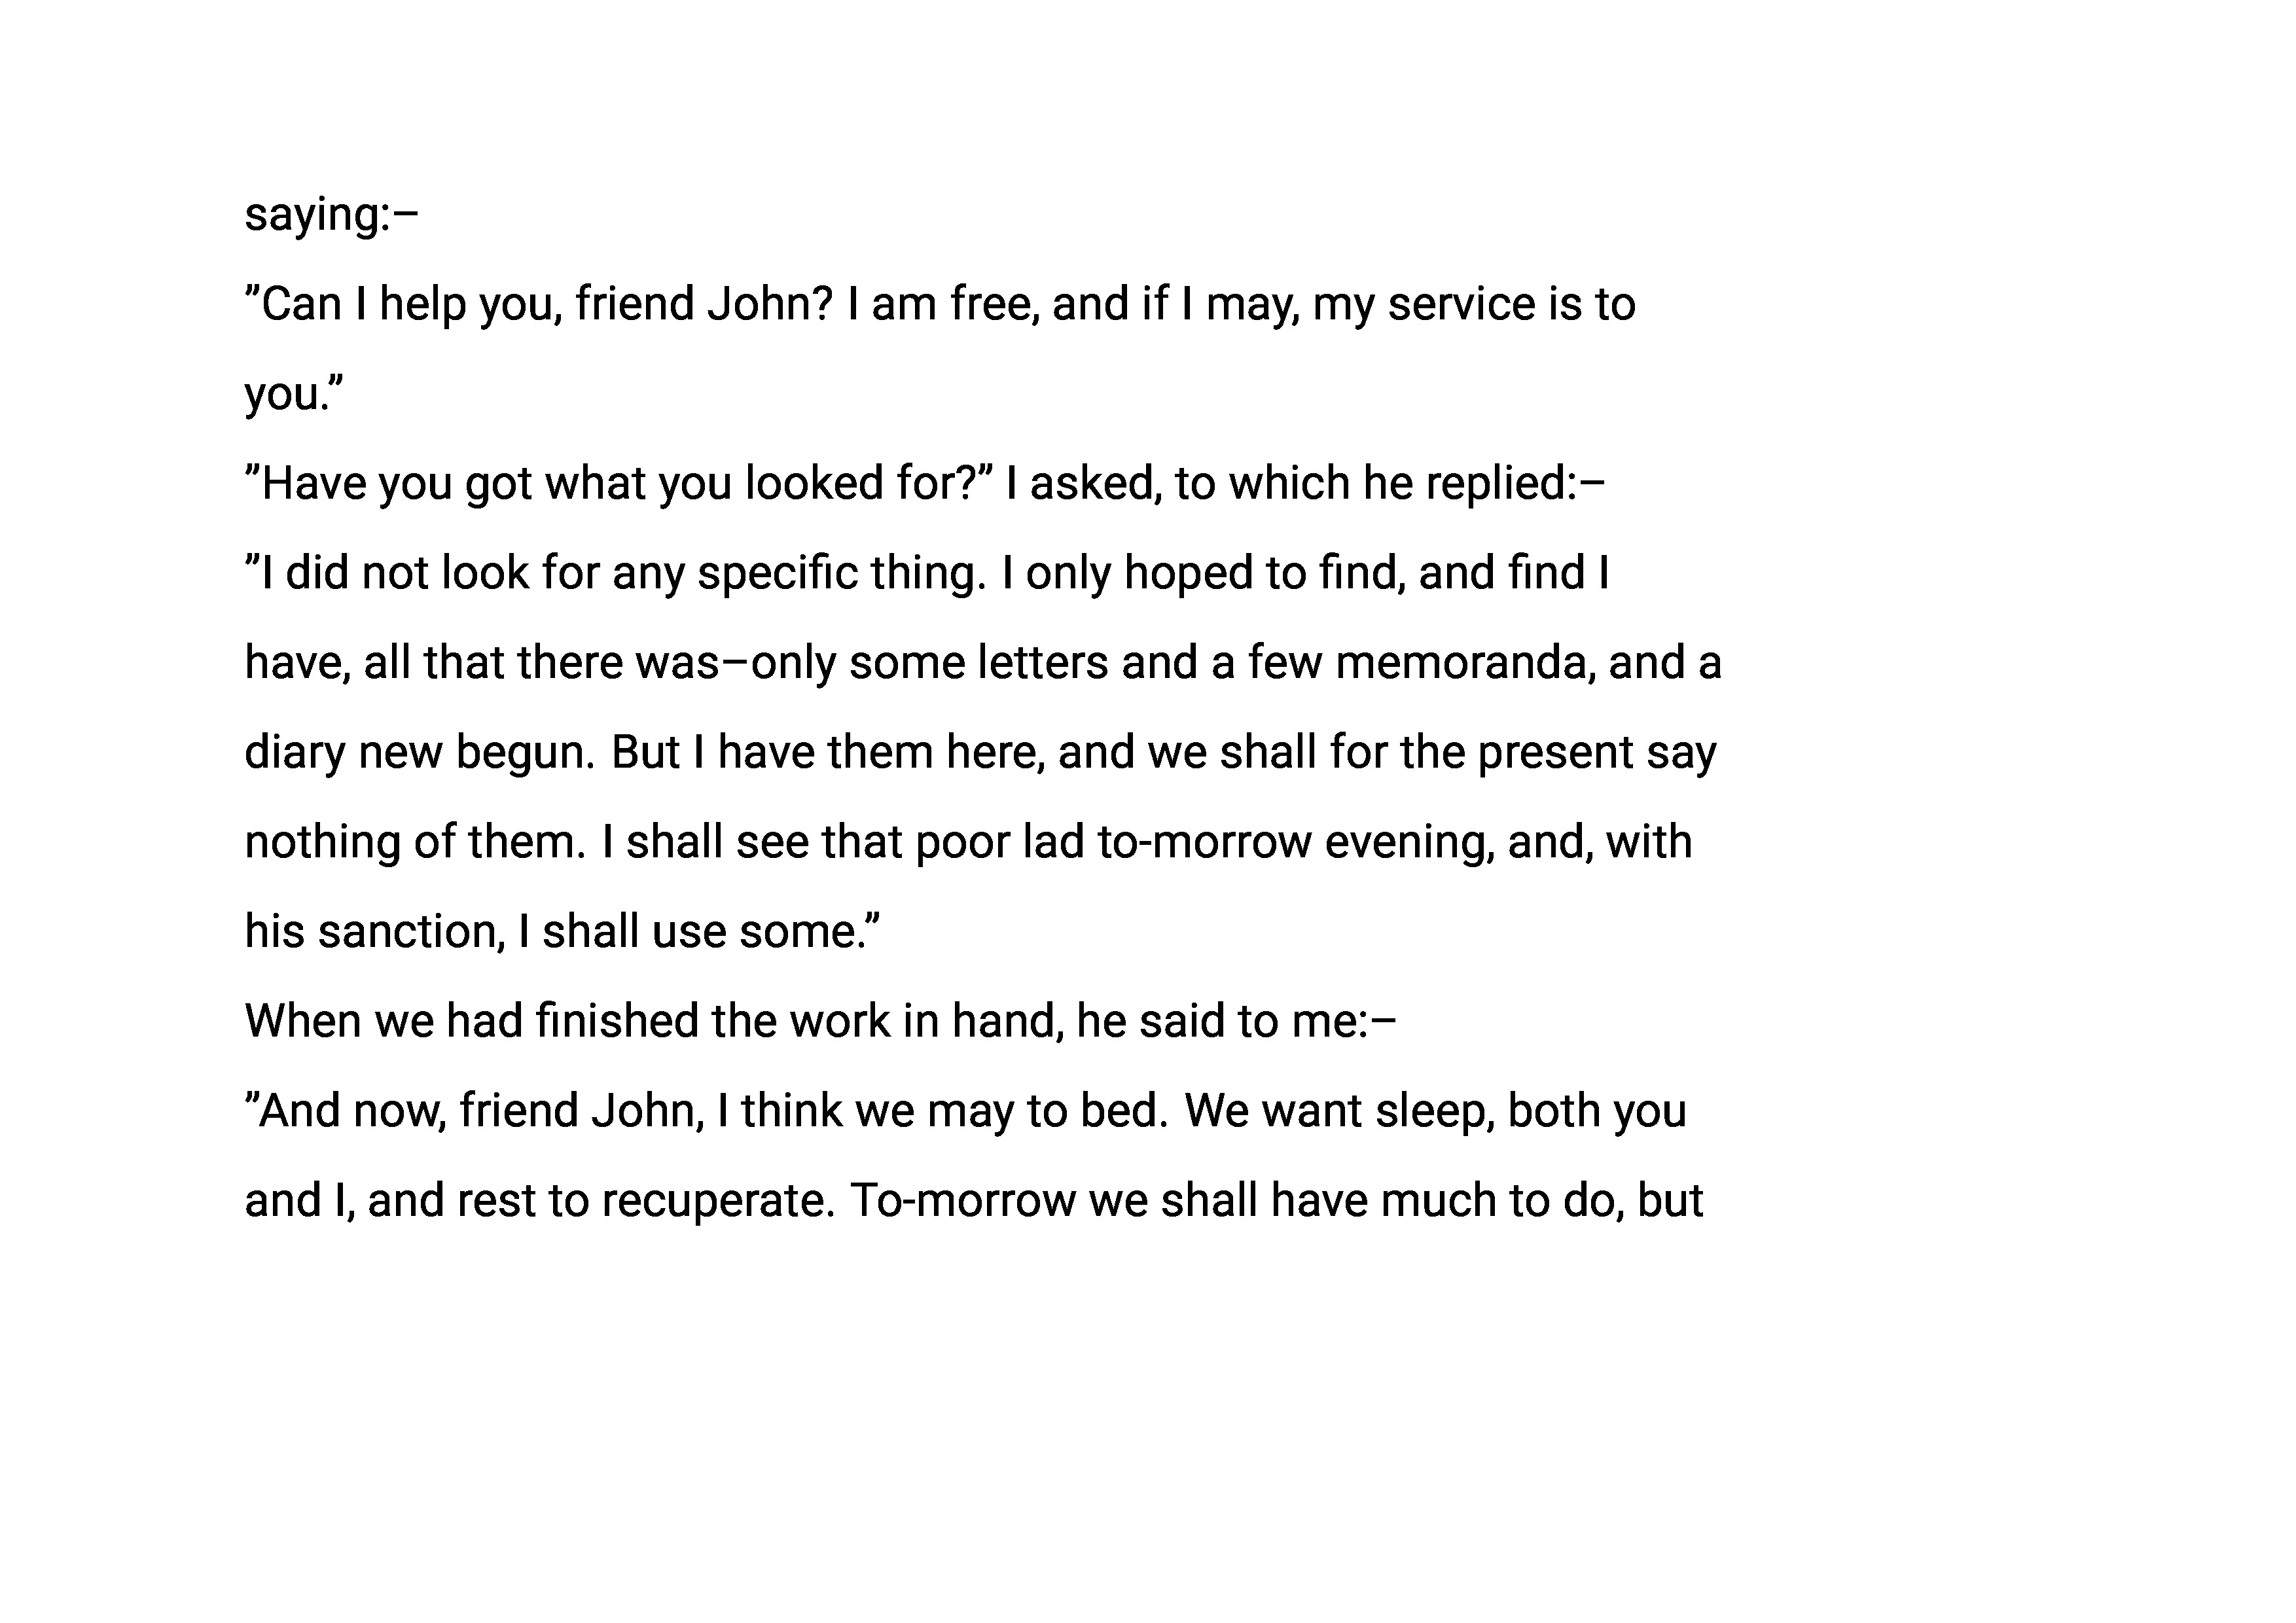 saying:–
”Can I help you, friend John? I am free, and if I may, my service is to
you.”
”Have you got what you looked for?” I asked, to which he replied:–
”I did not look for any specific thing. I only hoped to find, and find I
have, all that there was–only some letters and a few memoranda, and a
diary new begun. But I have them here, and we shall for the present say
nothing of them. I shall see that poor lad to-morrow evening, and, with
his sanction, I shall use some.”
When we had finished the work in hand, he said to me:–
”And now, friend John, I think we may to bed. We want sleep, both you
and I, and rest to recuperate. To-morrow we shall have much to do, but